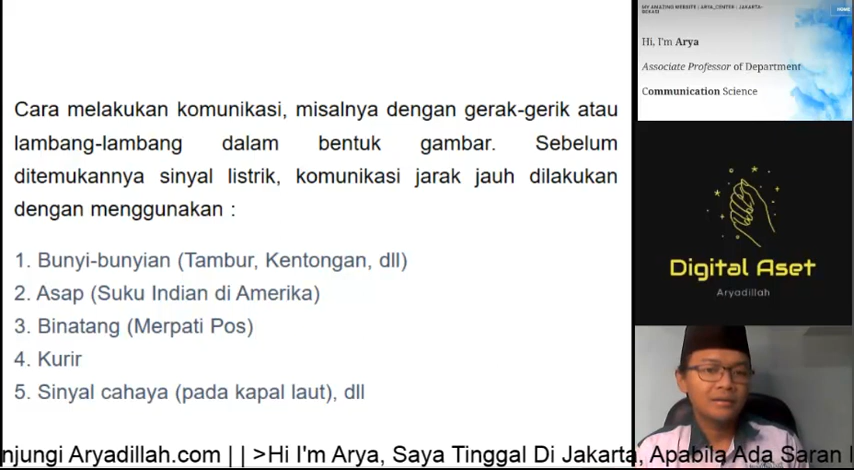 Cara melakukan komunikasi, misalnya dengan gerak-gerik atau
lambang-lambang dalam bentuk gambar. Sebelum
ditemukannya sinyal listrik, komunikasi jarak jauh dilakukan
dengan menggunakan :
1. Bunyi-bunyian (Tambur, Kentongan, dll)
2. Asap (Suku Indian di Amerika)
3. Binatang (Merpati Pos)
4. Kurir
5. Sinyal cahaya (pada kapal laut), dll
MY AMAZING WEBSITE | ARYA_CENTER | JAKARTA-
BEKASI
HOME
Hi, I'm Arya
Associate Professor of Department
Communication Science
Digital Aset
Aryadillah
njungi Aryadillah.com | | >Hi I'm Arya, Saya Tinggal Di Jakarta, Apabila Ada Saran